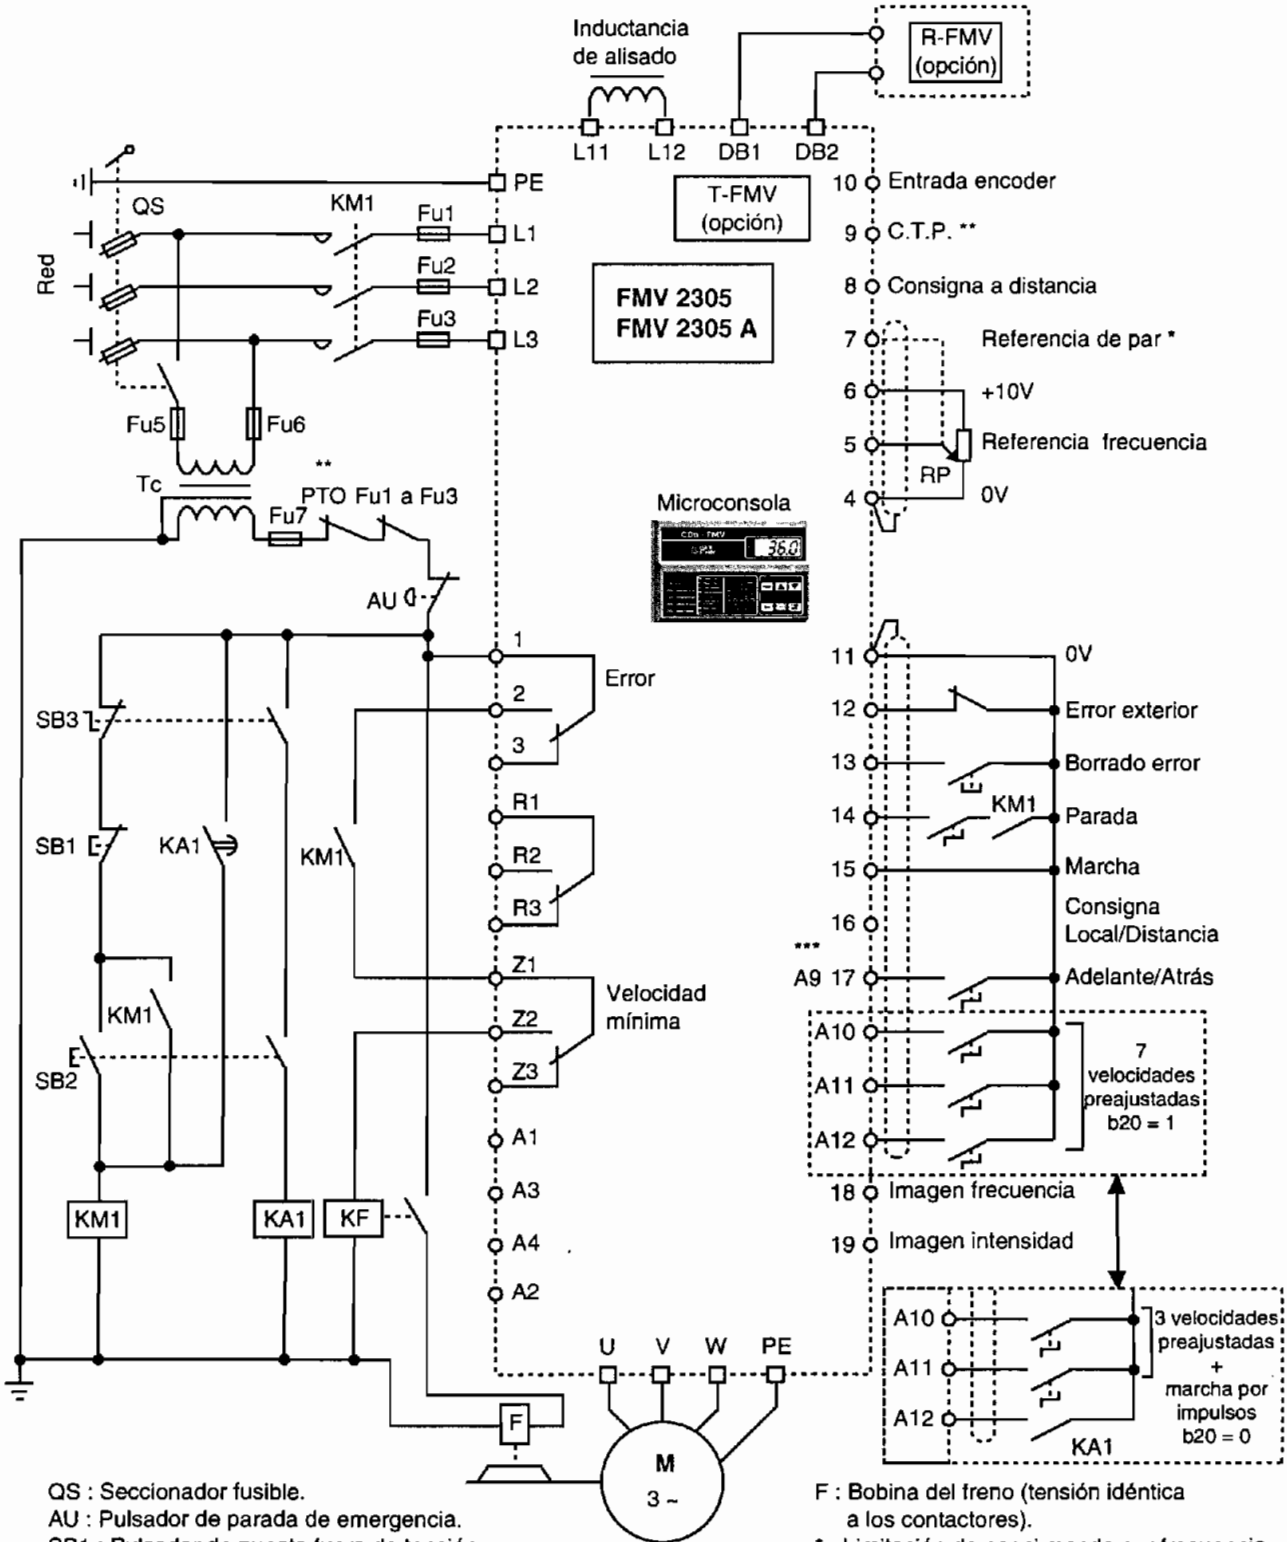 Inductancia
de alisado
R-FMV
(opción)
L11
L12
DB1
DB2
PE
T-FMV
(opción)
10
Entrada encoder
QS
KM1
Fu1
L1
9
C.T.P. **
Red
Fu2
L2
FMV 2305
FMV 2305 A
8
Consigna a distancia
Fu3
L3
7
Referencia de par *
6
+10V
Fu5
Fu6
5
Referencia frecuencia
RP
Tc
**
PTO Fu1 a Fu3
4
0V
Fu7
Microconsola
CDC - FMV
36.0
AU
1
Error
11
0V
SB3
2
12
Error exterior
3
13
Borrado error
R1
14
KM1
Parada
SB1
KA1
KM1
R2
15
Marcha
R3
16
Consigna
Local/Distancia
***
Z1
A9 17
Adelante/Atrás
KM1
Velocidad
mínima
Z2
A10
7
velocidades
preajustadas
b20 = 1
SB2
Z3
A11
A1
A12
A3
18
Imagen frecuencia
KM1
KA1
KF
A4
19
Imagen intensidad
A2
A10
3 velocidades
preajustadas
+
marcha por
impulsos
b20 = 0
U
V
W
PE
A11
A12
KA1
F
M
3 ~
QS : Seccionador fusible.
AU : Pulsador de parada de emergencia.
F : Bobina del freno (tensión idéntica
a los contactores).